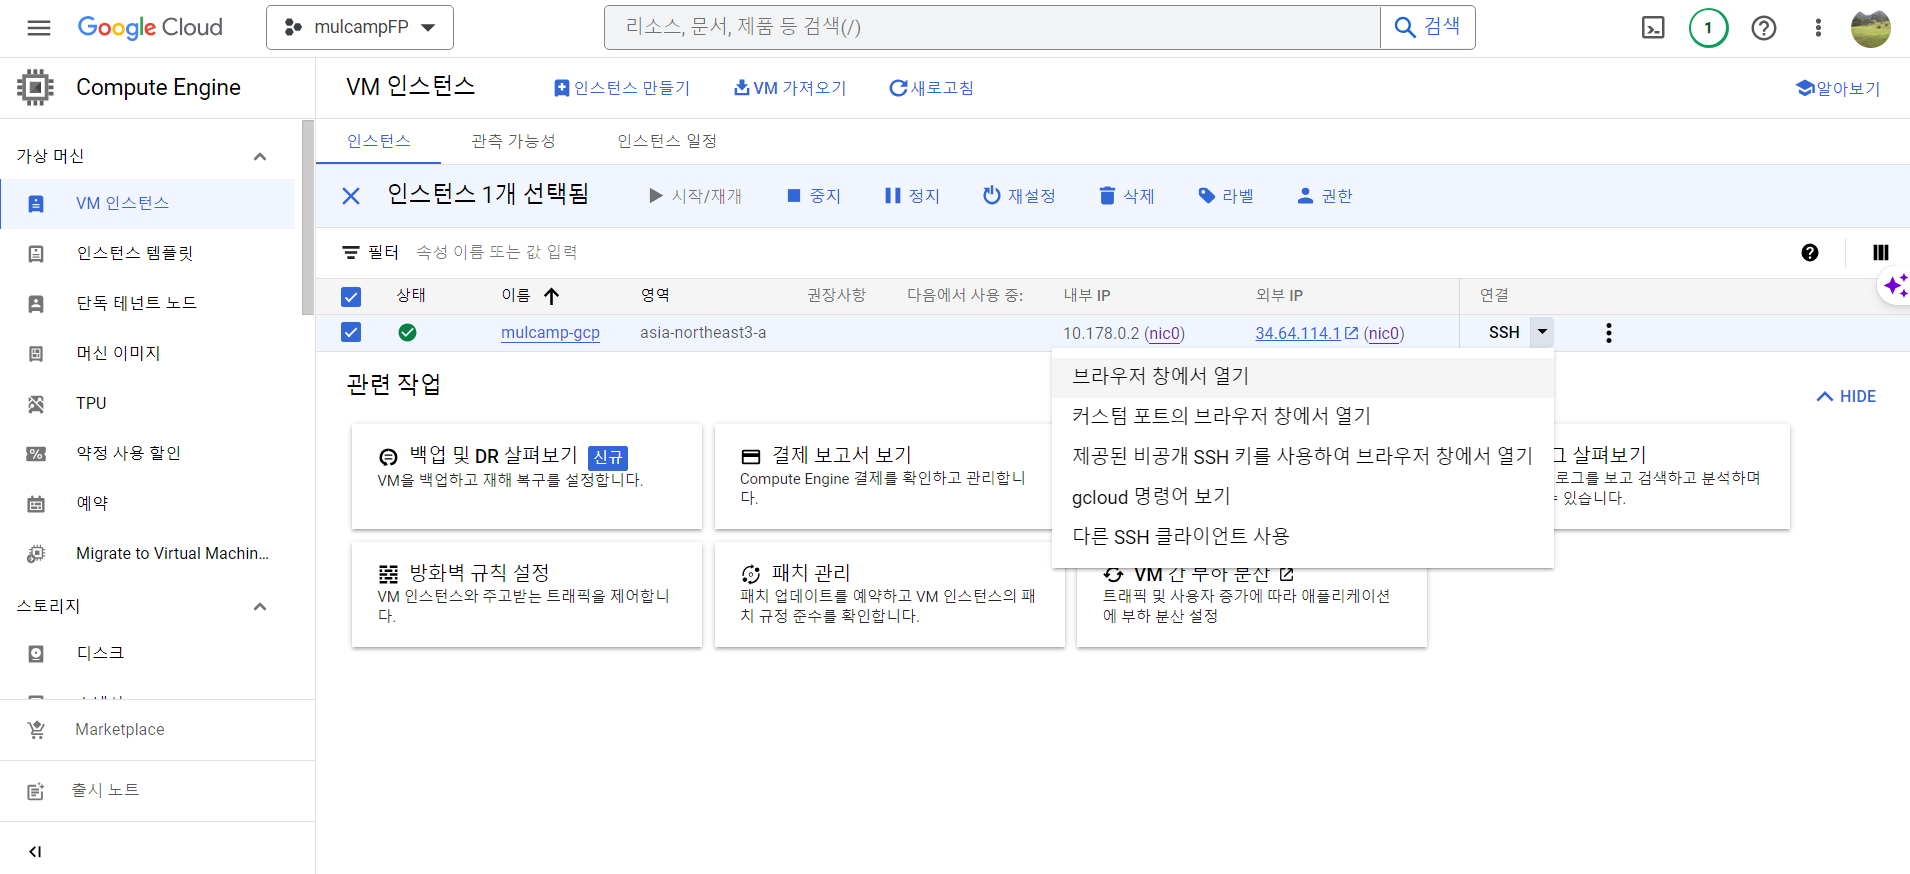 Google Cloud
mulcampFP
리소스, 문서, 제품 등 검색(/)
검색
1
Compute Engine
VM 인스턴스
인스턴스 만들기
VM 가져오기
새로고침
알아보기
가상 머신
VM 인스턴스
인스턴스 템플릿
단독 테넌트 노드
머신 이미지
TPU
약정 사용 할인
예약
Migrate to Virtual Machin...
스토리지
디스크
Marketplace
출시 노트
인스턴스
관측 가능성
인스턴스 일정
인스턴스 1개 선택됨
시작/재개
중지
정지
재설정
삭제
라벨
권한
필터
속성 이름 또는 값 입력
상태
이름
영역
권장사항
다음에서 사용 중:
내부 IP
외부 IP
연결
mulcamp-gcp
asia-northeast3-a
10.178.0.2 (nic0)
34.64.114.1 (nic0)
SSH
브라우저 창에서 열기
커스텀 포트의 브라우저 창에서 열기
제공된 비공개 SSH 키를 사용하여 브라우저 창에서 열기
gcloud 명령어 보기
다른 SSH 클라이언트 사용
관련 작업
HIDE
백업 및 DR 살펴보기 신규
VM을 백업하고 재해 복구를 설정합니다.
결제 보고서 보기
Compute Engine 결제를 확인하고 관리합니
다.
살펴보기
로그를 보고 검색하고 분석하며
있습니다.
방화벽 규칙 설정
VM 인스턴스와 주고받는 트래픽을 제어합니
다.
패치 관리
패치 업데이트를 예약하고 VM 인스턴스의 패
치 규정 준수를 확인합니다.
VM 간 부하 분산
트래픽 및 사용자 증가에 따라 애플리케이션
에 부하 분산 설정